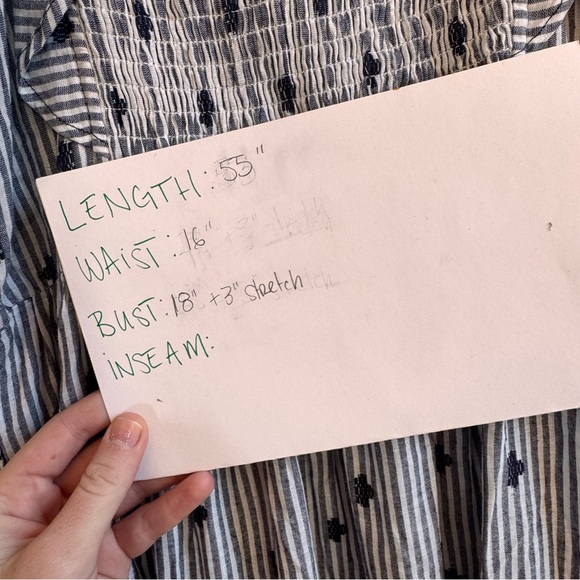 LENGTH: 55"
WAIST: 16"
BUST: 18" +3" stretch
INSEAM: